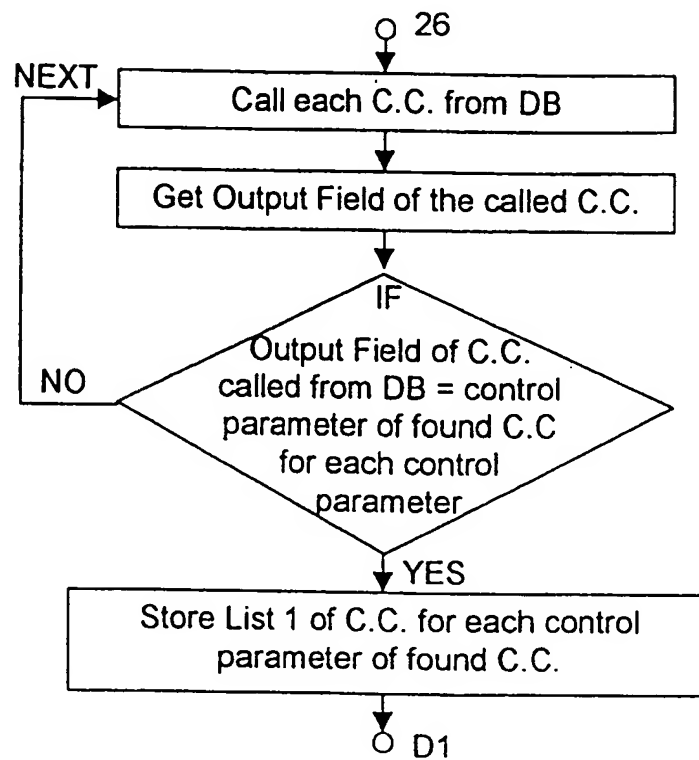 26
NEXT
Call each C.C. from DB
Get Output Field of the called C.C.
IF
Output Field of C.C.
called from DB = control
parameter of found C.C
for each control
parameter
NO
YES
Store List 1 of C.C. for each control
parameter of found C.C.
D1